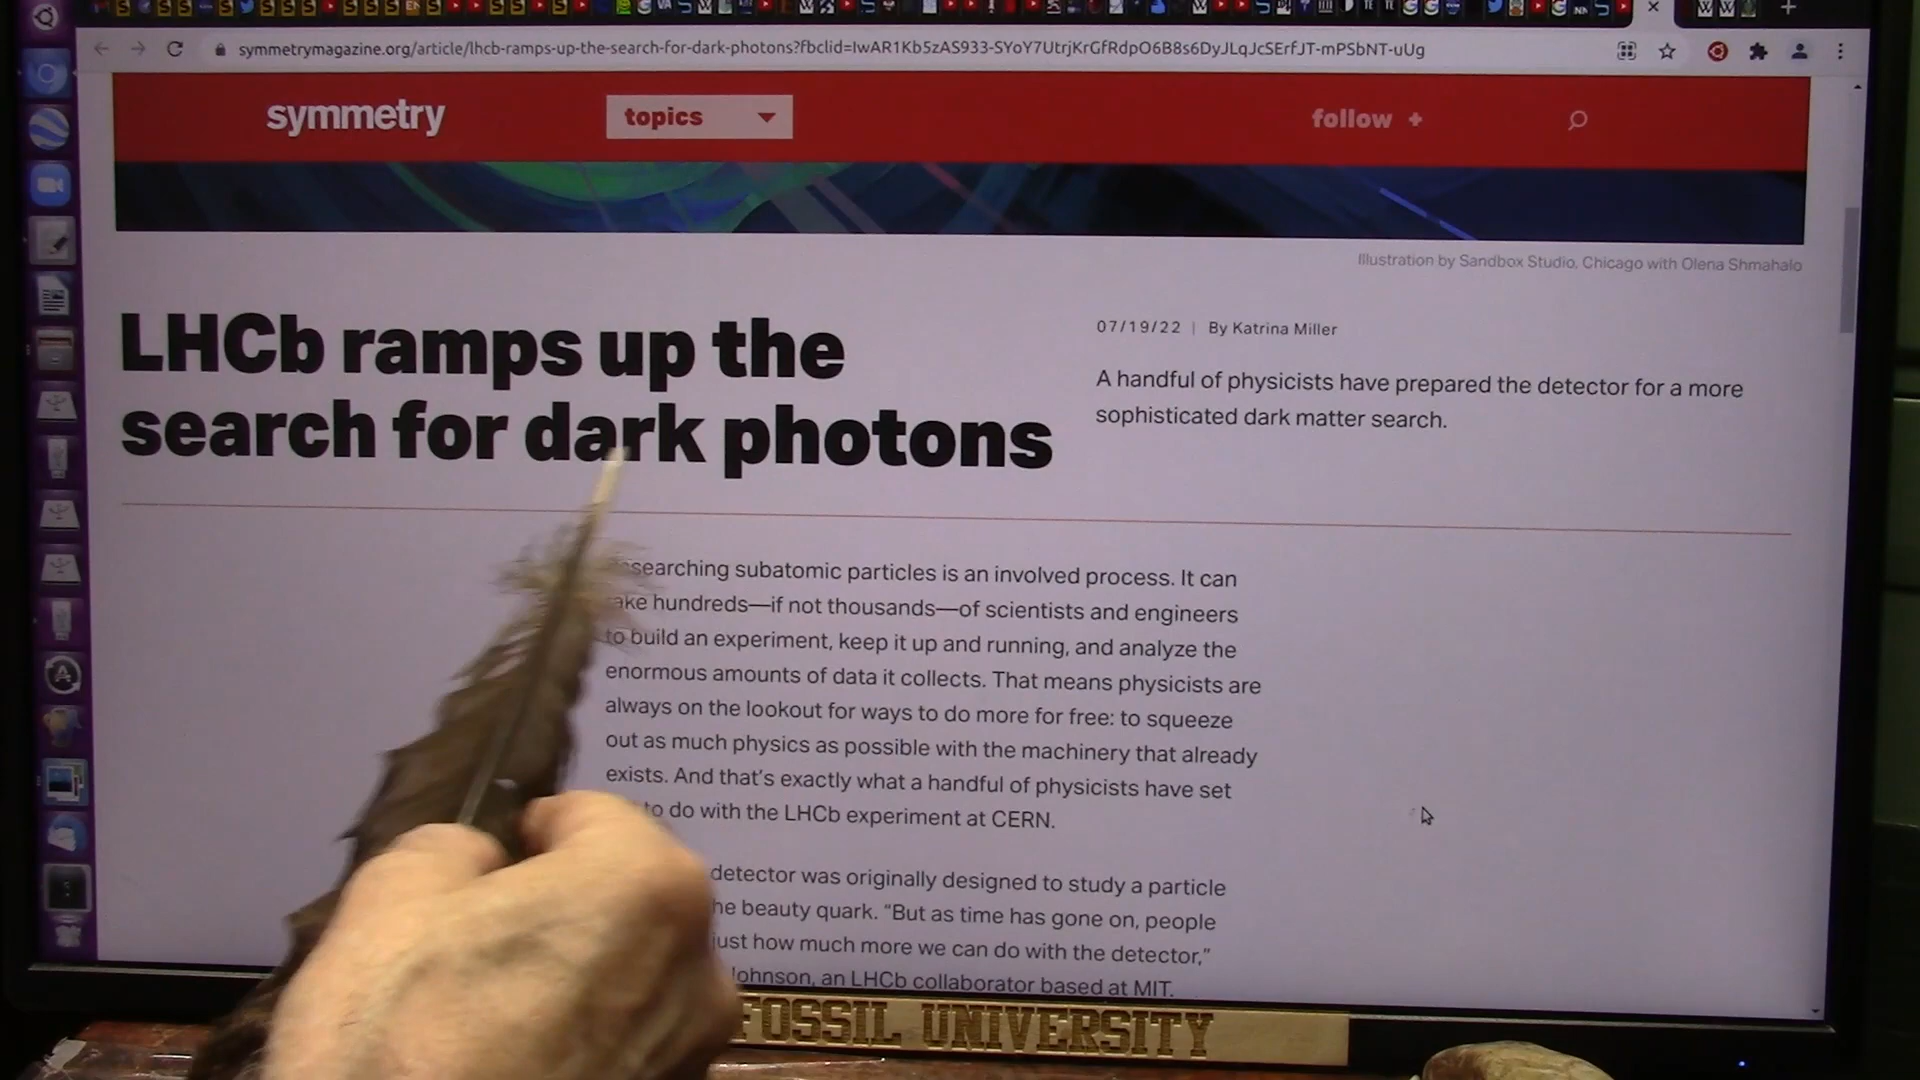 symmetrymagazine.org/article/lhcb-ramps-up-the-search-for-dark-photons?fbclid=IwAR1Kb5zAS933-SYoY7UtrjKrGfRdpO6B8s6DyJLqJcSErfJT-mPSbNT-uUg
symmetry
topics
follow +
Illustration by Sandbox Studio, Chicago with Olena Shmahalo
LHCb ramps up the
search for dark photons
07/19/22 | By Katrina Miller
A handful of physicists have prepared the detector for a more
sophisticated dark matter search.
searching subatomic particles is an involved process. It can
ake hundreds—if not thousands—of scientists and engineers
to build an experiment, keep it up and running, and analyze the
enormous amounts of data it collects. That means physicists are
always on the lookout for ways to do more for free: to squeeze
out as much physics as possible with the machinery that already
exists. And that's exactly what a handful of physicists have set
to do with the LHCb experiment at CERN.
detector was originally designed to study a particle
he beauty quark. “But as time has gone on, people
just how much more we can do with the detector,”
Johnson, an LHCb collaborator based at MIT.
FOSSIL UNIVERSITY